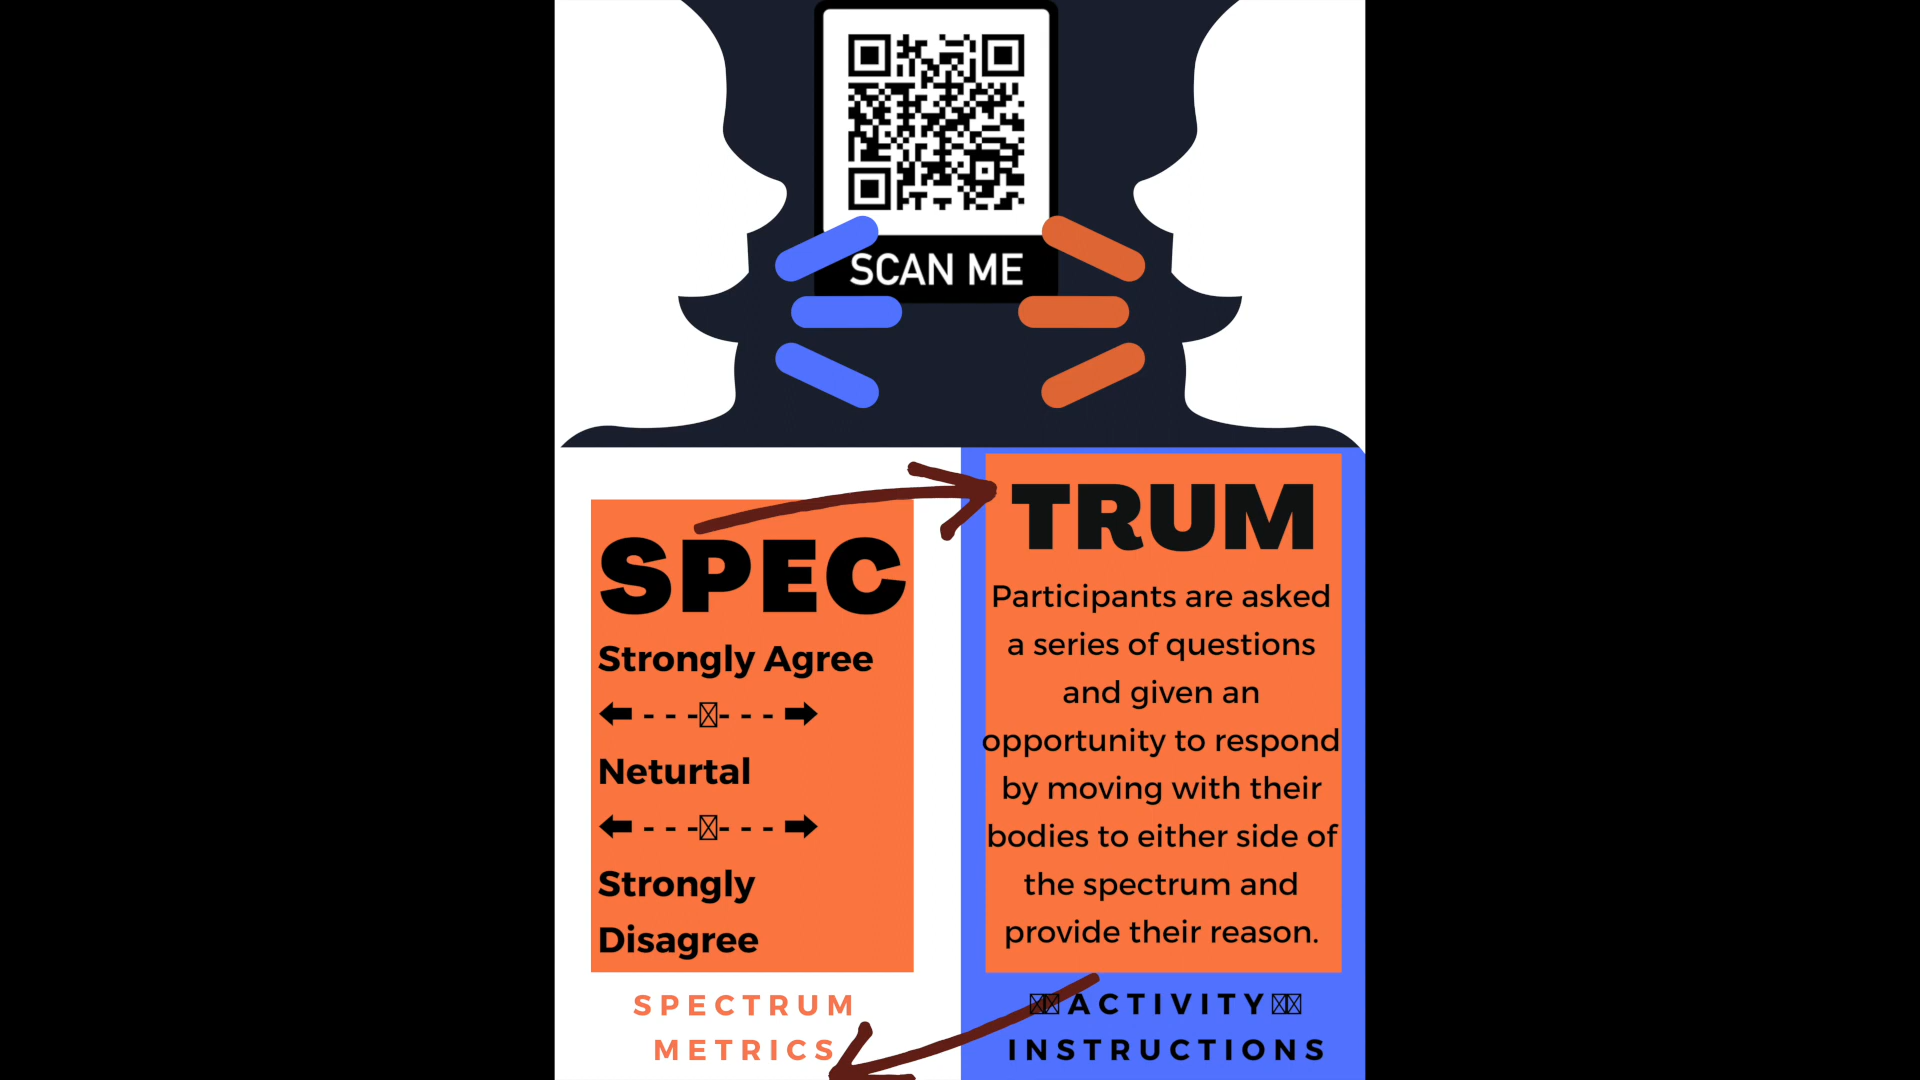 SCAN ME
SPEC
Strongly Agree
🠸 - - -☒- - - 🠺
Neturtal
🠸 - - -☒- - - 🠺
Strongly
Disagree
SPECTRUM
METRICS
TRUM
Participants are asked
a series of questions
and given an
opportunity to respond
by moving with their
bodies to either side of
the spectrum and
provide their reason.
ACTIVITY
INSTRUCTIONS